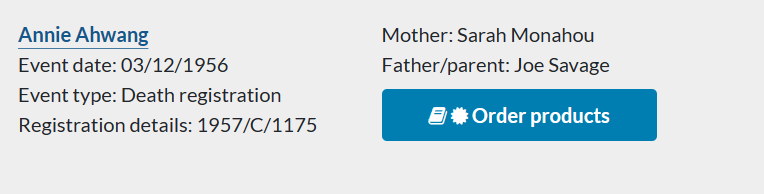 Annie Ahwang
Event date: 03/12/1956
Event type: Death registration
Registration details: 1957/C/1175
Mother: Sarah Monahou
Father/parent: Joe Savage
Order products